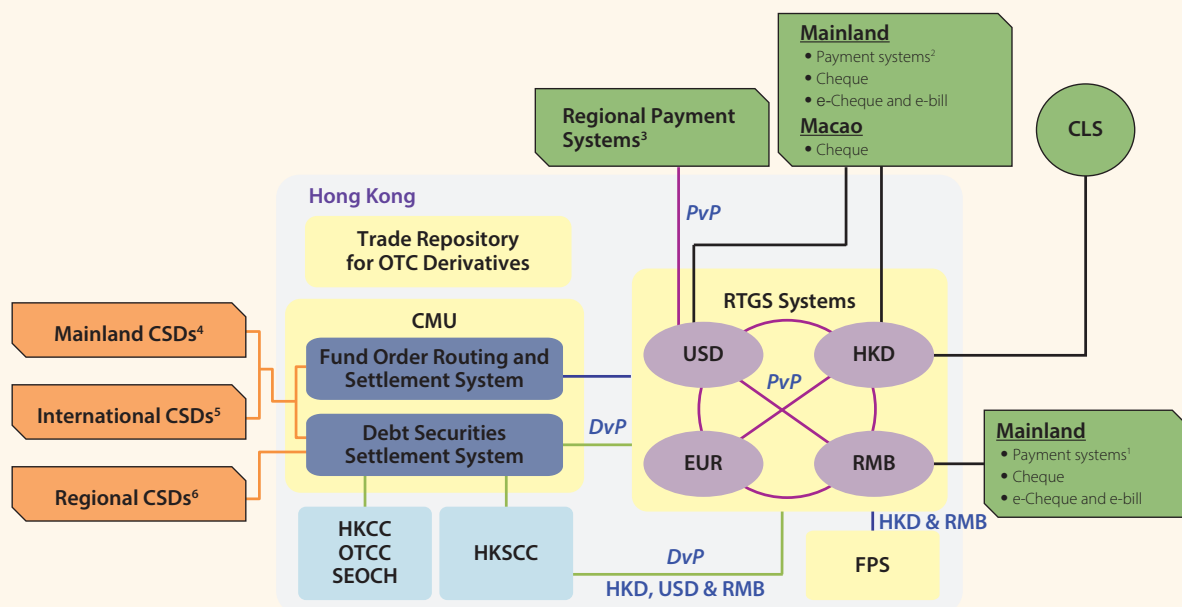 Mainland
• Payment systems²
• Cheque
• e-Cheque and e-bill
Macao
• Cheque
Regional Payment
Systems³
CLS
Hong Kong
PvP
Trade Repository
for OTC Derivatives
RTGS Systems
CMU
Mainland CSDs⁴
Fund Order Routing and
Settlement System
USD
HKD
PvP
International CSDs⁵
Debt Securities
Settlement System
DvP
EUR
RMB
Mainland
• Payment systems¹
• Cheque
• e-Cheque and e-bill
Regional CSDs⁶
HKD & RMB
HKCC
OTCC
SEOCH
HKSCC
DvP
HKD, USD & RMB
FPS